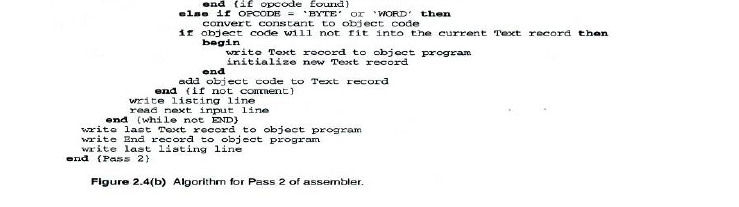 end {if opcode found}
else if OPCODE = 'BYTE' or 'WORD' then
convert constant to object code
if object code will not fit into the current Text record then
begin
write Text record to object program
initialize new Text record
end
add object code to Text record
end {if not comment}
write listing line
read next input line
end {while not END}
write last Text record to object program
write End record to object program
write last listing line
end {Pass 2}
Figure 2.4(b) Algorithm for Pass 2 of assembler.